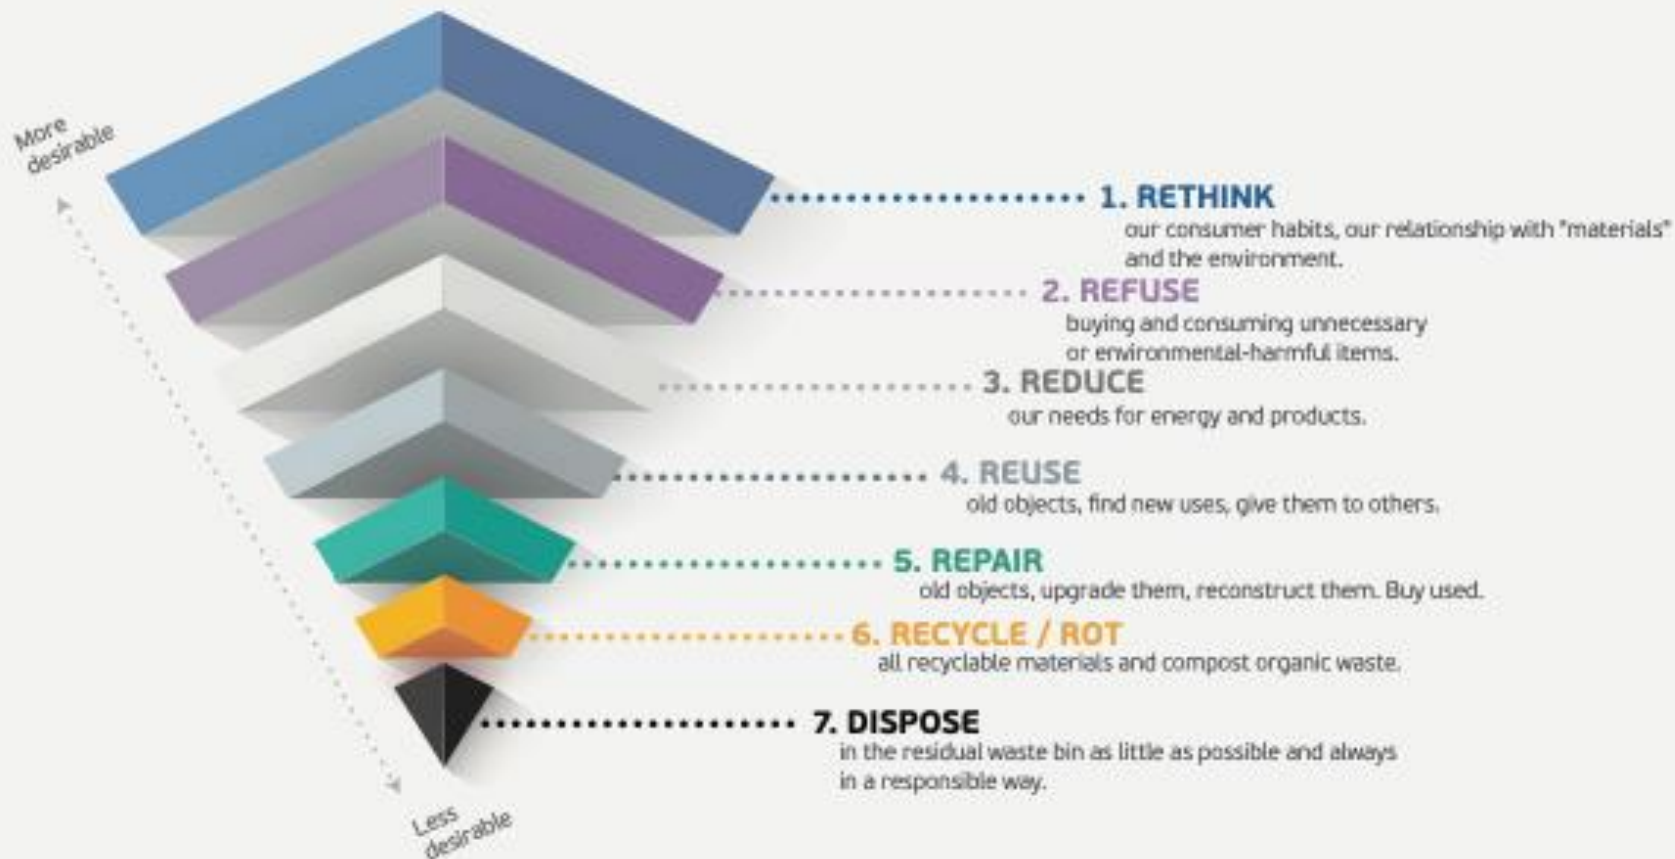 More
desirable
1. RETHINK
our consumer habits, our relationship with "materials"
and the environment.
2. REFUSE
buying and consuming unnecessary
or environmental-harmful items.
3. REDUCE
our needs for energy and products.
4. REUSE
old objects, find new uses, give them to others.
5. REPAIR
old objects, upgrade them, reconstruct them. Buy used.
6. RECYCLE / ROT
all recyclable materials and compost organic waste.
7. DISPOSE
in the residual waste bin as little as possible and always
in a responsible way.
Less
desirable